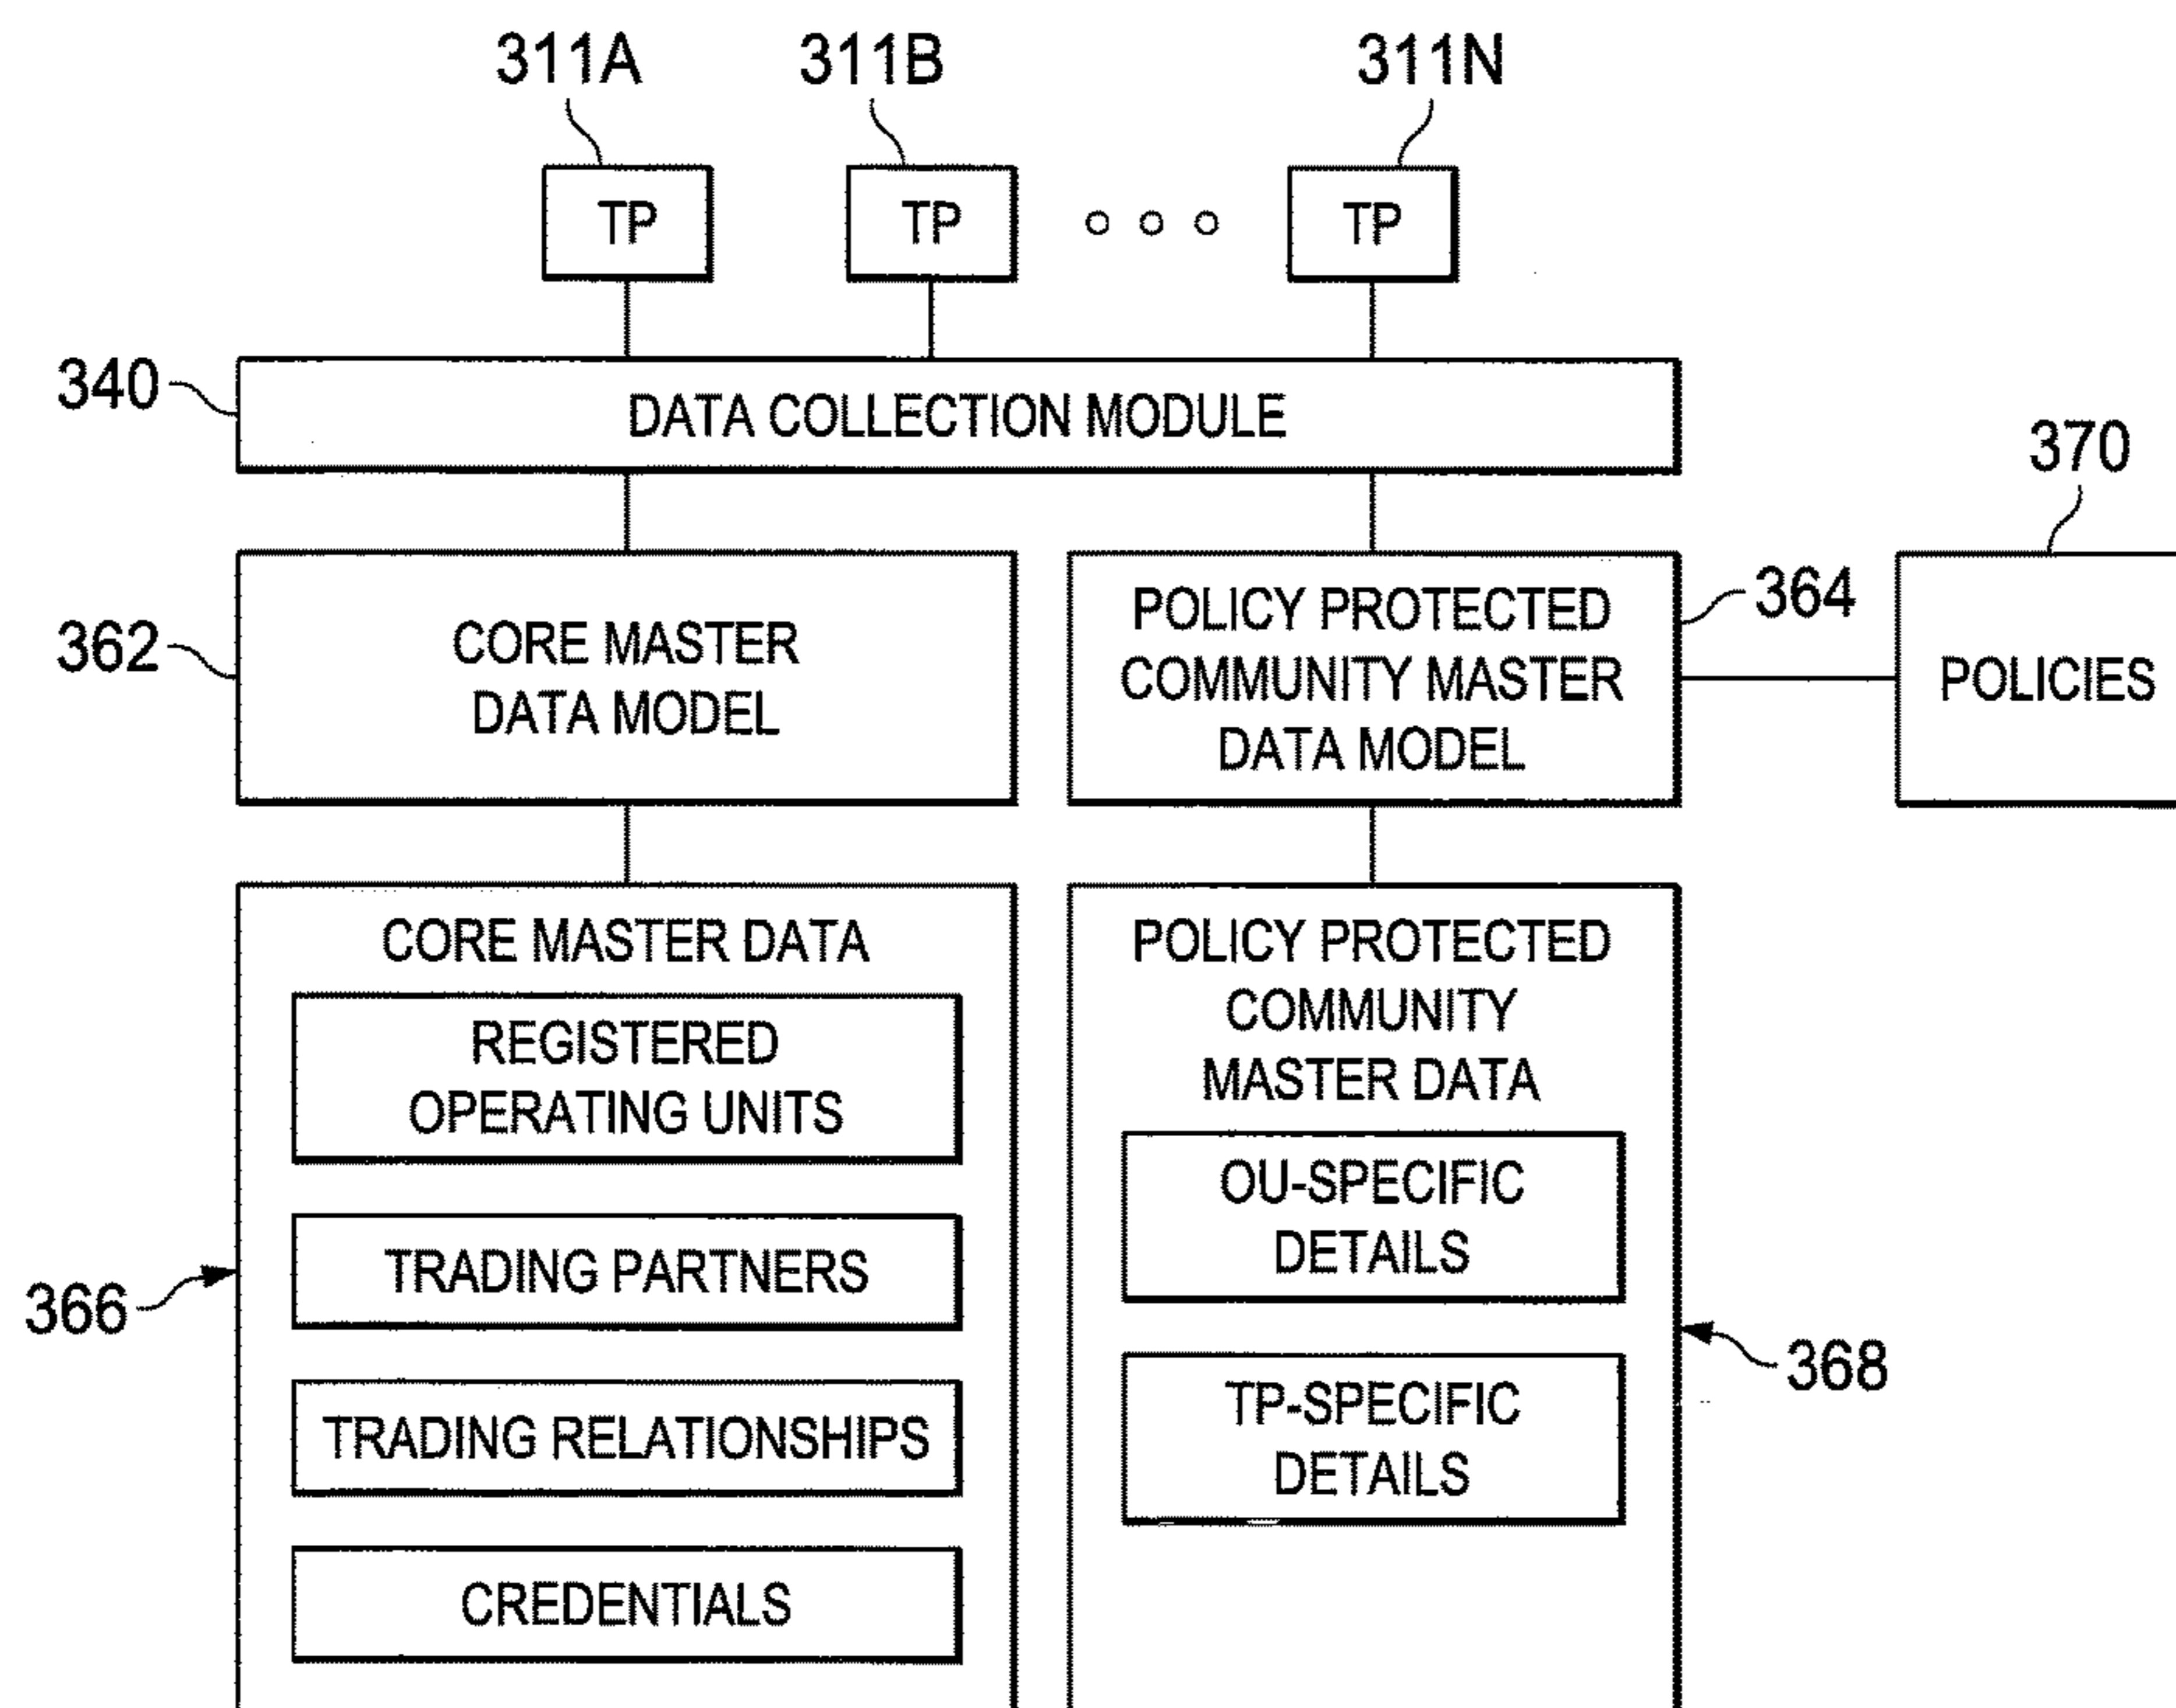 311A 311B 311N
TP TP TP
340
DATA COLLECTION MODULE
370
362
CORE MASTER
DATA MODEL
POLICY PROTECTED
COMMUNITY MASTER
DATA MODEL
364
POLICIES
CORE MASTER DATA
REGISTERED
OPERATING UNITS
TRADING PARTNERS
TRADING RELATIONSHIPS
CREDENTIALS
366
POLICY PROTECTED
COMMUNITY
MASTER DATA
OU-SPECIFIC
DETAILS
TP-SPECIFIC
DETAILS
368